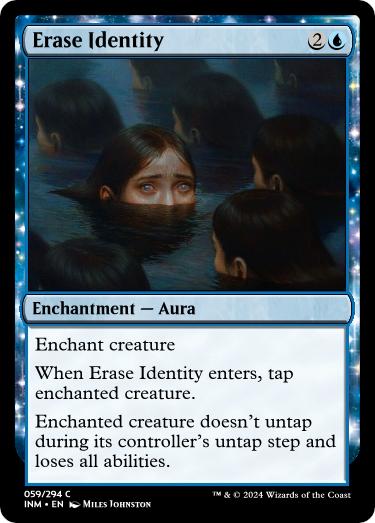 Erase Identity 2
Enchantment — Aura
Enchant creature
When Erase Identity enters, tap
enchanted creature.
Enchanted creature doesn't untap
during its controller's untap step and
loses all abilities.
059/294 C
INM • EN Miles Johnston
™ & © 2024 Wizards of the Coast